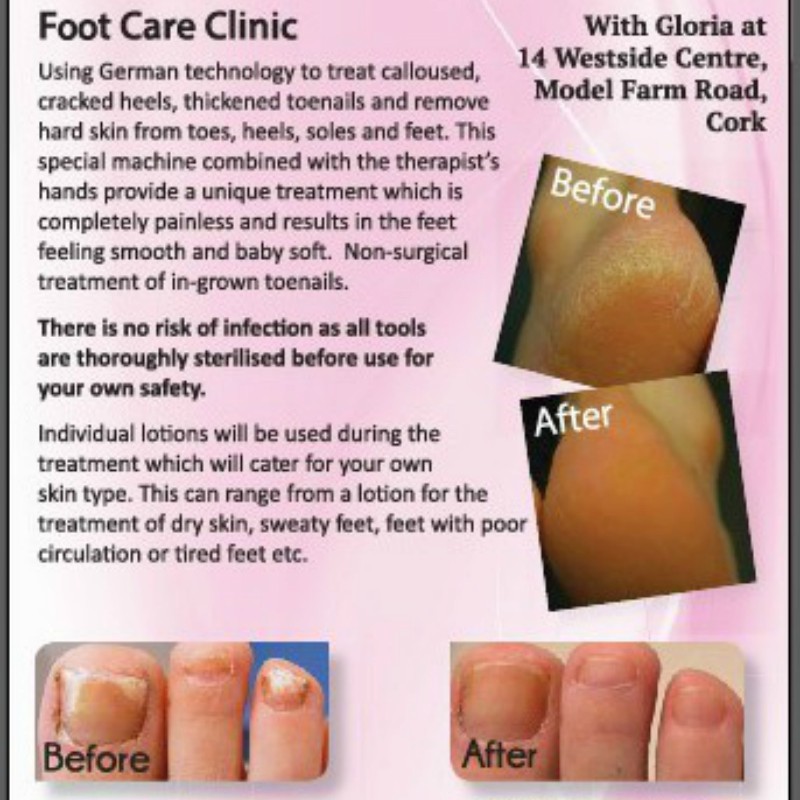 Foot Care Clinic
With Gloria at
14 Westside Centre,
Model Farm Road,
Cork
Using German technology to treat calloused,
cracked heels, thickened toenails and remove
hard skin from toes, heels, soles and feet. This
special machine combined with the therapist's
hands provide a unique treatment which is
completely painless and results in the feet
feeling smooth and baby soft. Non-surgical
treatment of in-grown toenails.
There is no risk of infection as all tools
are thoroughly sterilised before use for
your own safety.
Individual lotions will be used during the
treatment which will cater for your own
skin type. This can range from a lotion for the
treatment of dry skin, sweaty feet, feet with poor
circulation or tired feet etc.
Before
After
Before
After